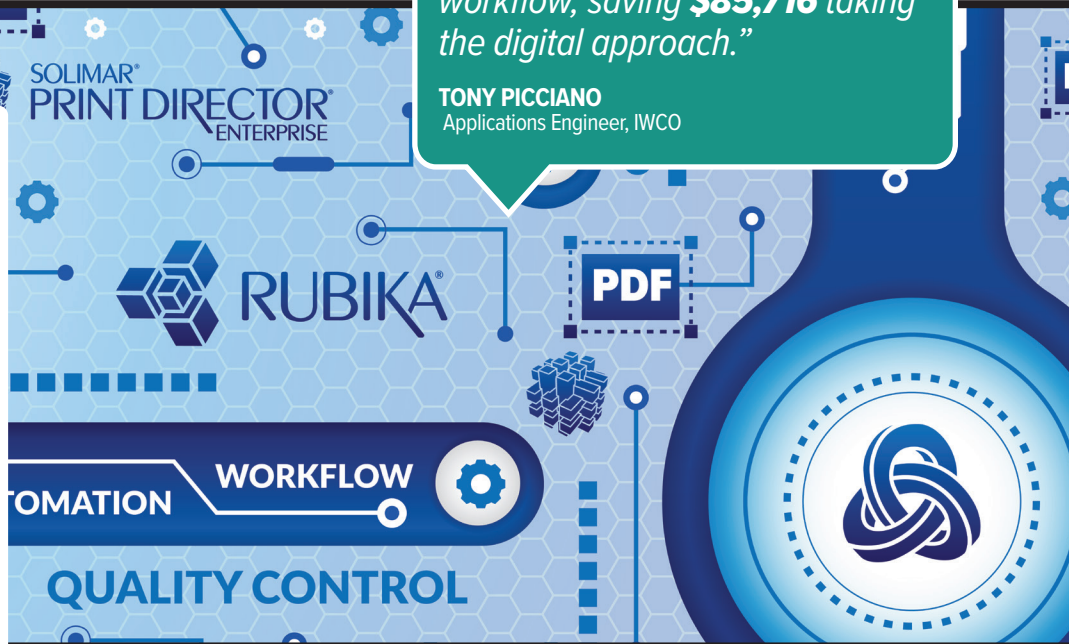 workflow, saving $85,716 taking
the digital approach.”
TONY PICCIANO
Applications Engineer, IWCO
SOLIMAR®
PRINT DIRECTOR®
ENTERPRISE
RUBIKA®
PDF
WORKFLOW
TOMATION
QUALITY CONTROL